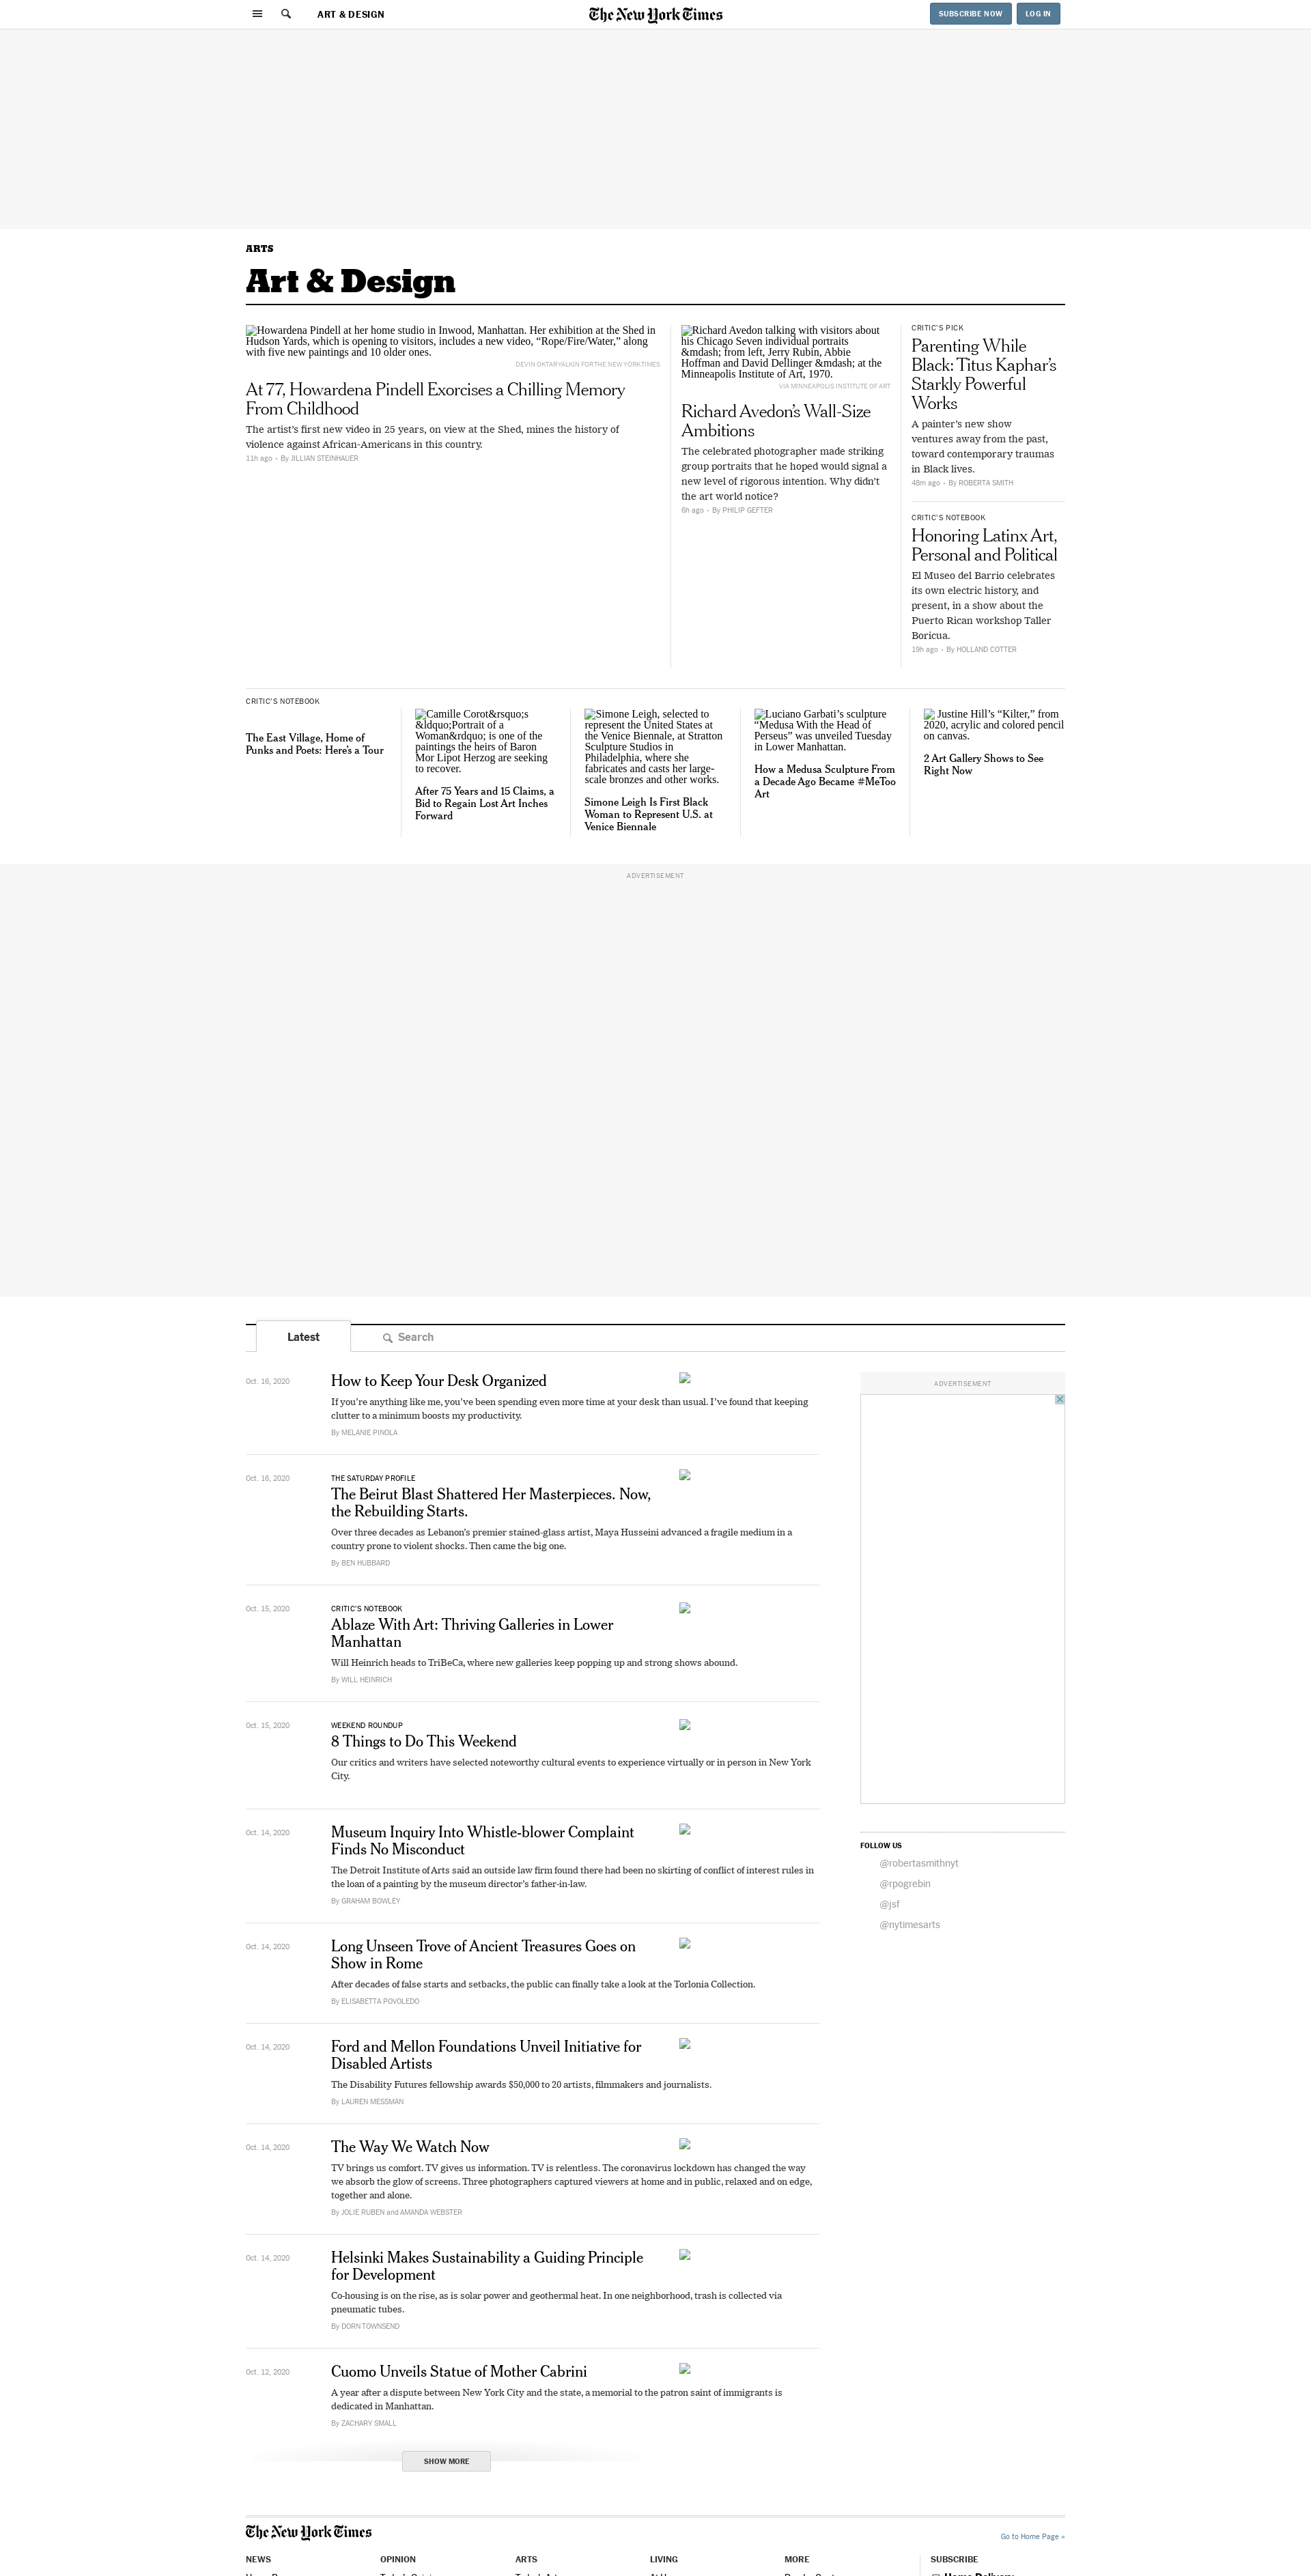 ART & DESIGN
The New York Times
SUBSCRIBE NOW
LOG IN
ARTS
Art & Design
Howardena Pindell at her home studio in Inwood, Manhattan. Her exhibition at the Shed in
Hudson Yards, which is opening to visitors, includes a new video, “Rope/Fire/Water,” along
with five new paintings and 10 older ones.
DEVIN OKTAR YALKIN FOR THE NEW YORK TIMES
At 77, Howardena Pindell Exorcises a Chilling Memory
From Childhood
The artist’s first new video in 25 years, on view at the Shed, mines the history of
violence against African-Americans in this country.
11h ago • By JILLIAN STEINHAUER
Richard Avedon talking with visitors about
his Chicago Seven individual portraits
&mdash; from left, Jerry Rubin, Abbie
Hoffman and David Dellinger &mdash; at the
Minneapolis Institute of Art, 1970.
VIA MINNEAPOLIS INSTITUTE OF ART
Richard Avedon’s Wall-Size
Ambitions
The celebrated photographer made striking
group portraits that he hoped would signal a
new level of rigorous intention. Why didn’t
the art world notice?
6h ago • By PHILIP GEFTER
CRITIC’S PICK
Parenting While
Black: Titus Kaphar’s
Starkly Powerful
Works
A painter’s new show
ventures away from the past,
toward contemporary traumas
in Black lives.
48m ago • By ROBERTA SMITH
CRITIC’S NOTEBOOK
Honoring Latinx Art,
Personal and Political
El Museo del Barrio celebrates
its own electric history, and
present, in a show about the
Puerto Rican workshop Taller
Boricua.
19h ago • By HOLLAND COTTER
CRITIC’S NOTEBOOK
The East Village, Home of
Punks and Poets: Here’s a Tour
Camille Corot&rsquo;s
&ldquo;Portrait of a
Woman&rdquo; is one of the
paintings the heirs of Baron
Mor Lipot Herzog are seeking
to recover.
After 75 Years and 15 Claims, a
Bid to Regain Lost Art Inches
Forward
Simone Leigh, selected to
represent the United States at
the Venice Biennale, at Stratton
Sculpture Studios in
Philadelphia, where she
fabricates and casts her large-
scale bronzes and other works.
Simone Leigh Is First Black
Woman to Represent U.S. at
Venice Biennale
Luciano Garbati’s sculpture
“Medusa With the Head of
Perseus” was unveiled Tuesday
in Lower Manhattan.
How a Medusa Sculpture From
a Decade Ago Became #MeToo
Art
Justine Hill’s “Kilter,” from
2020, acrylic and colored pencil
on canvas.
2 Art Gallery Shows to See
Right Now
ADVERTISEMENT
Latest
Search
Oct. 16, 2020
How to Keep Your Desk Organized
If you’re anything like me, you’ve been spending even more time at your desk than usual. I’ve found that keeping
clutter to a minimum boosts my productivity.
By MELANIE PINOLA
Oct. 16, 2020
THE SATURDAY PROFILE
The Beirut Blast Shattered Her Masterpieces. Now,
the Rebuilding Starts.
Over three decades as Lebanon’s premier stained-glass artist, Maya Husseini advanced a fragile medium in a
country prone to violent shocks. Then came the big one.
By BEN HUBBARD
Oct. 15, 2020
CRITIC’S NOTEBOOK
Ablaze With Art: Thriving Galleries in Lower
Manhattan
Will Heinrich heads to TriBeCa, where new galleries keep popping up and strong shows abound.
By WILL HEINRICH
Oct. 15, 2020
WEEKEND ROUNDUP
8 Things to Do This Weekend
Our critics and writers have selected noteworthy cultural events to experience virtually or in person in New York
City.
Oct. 14, 2020
Museum Inquiry Into Whistle-blower Complaint
Finds No Misconduct
The Detroit Institute of Arts said an outside law firm found there had been no skirting of conflict of interest rules in
the loan of a painting by the museum director’s father-in-law.
By GRAHAM BOWLEY
Oct. 14, 2020
Long Unseen Trove of Ancient Treasures Goes on
Show in Rome
After decades of false starts and setbacks, the public can finally take a look at the Torlonia Collection.
By ELISABETTA POVOLEDO
Oct. 14, 2020
Ford and Mellon Foundations Unveil Initiative for
Disabled Artists
The Disability Futures fellowship awards $50,000 to 20 artists, filmmakers and journalists.
By LAUREN MESSMAN
Oct. 14, 2020
The Way We Watch Now
TV brings us comfort. TV gives us information. TV is relentless. The coronavirus lockdown has changed the way
we absorb the glow of screens. Three photographers captured viewers at home and in public, relaxed and on edge,
together and alone.
By JOLIE RUBEN and AMANDA WEBSTER
Oct. 14, 2020
Helsinki Makes Sustainability a Guiding Principle
for Development
Co-housing is on the rise, as is solar power and geothermal heat. In one neighborhood, trash is collected via
pneumatic tubes.
By DORN TOWNSEND
Oct. 12, 2020
Cuomo Unveils Statue of Mother Cabrini
A year after a dispute between New York City and the state, a memorial to the patron saint of immigrants is
dedicated in Manhattan.
By ZACHARY SMALL
SHOW MORE
ADVERTISEMENT
FOLLOW US
@robertasmithnyt
@rpogrebin
@jsf
@nytimesarts
The New York Times
Go to Home Page »
NEWS
OPINION
ARTS
LIVING
MORE
SUBSCRIBE